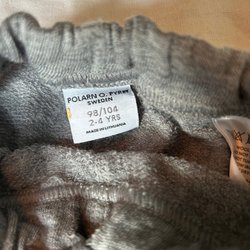 POLARN O. PYRET
SWEDEN
98/104
2-4 YRS
MADE IN LITHUANIA